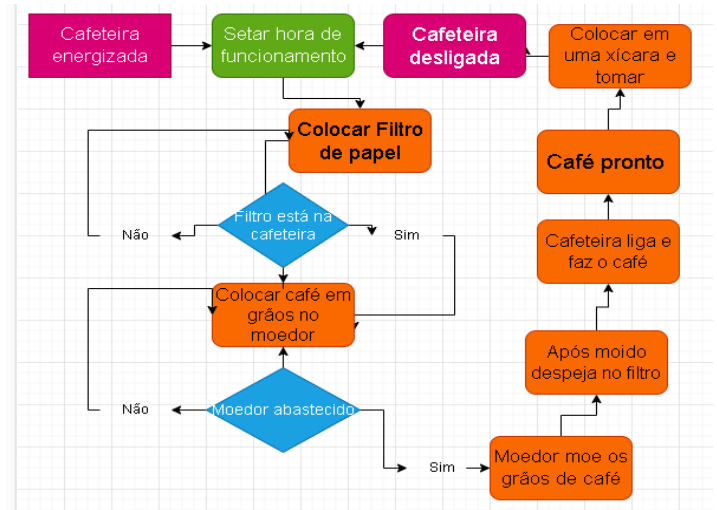 Cafeteira
energizada
Setar hora de
funcionamento
Cafeteira
desligada
Colocar em
uma xícara e
tomar
Colocar Filtro
de papel
Café pronto
Filtro está na
cafeteira
Não
Sim
Cafeteira liga e
faz o café
Colocar café em
grãos no
moedor
Após moido
despeja no filtro
Moedor abastecido
Não
Sim
Moedor moe os
grãos de café